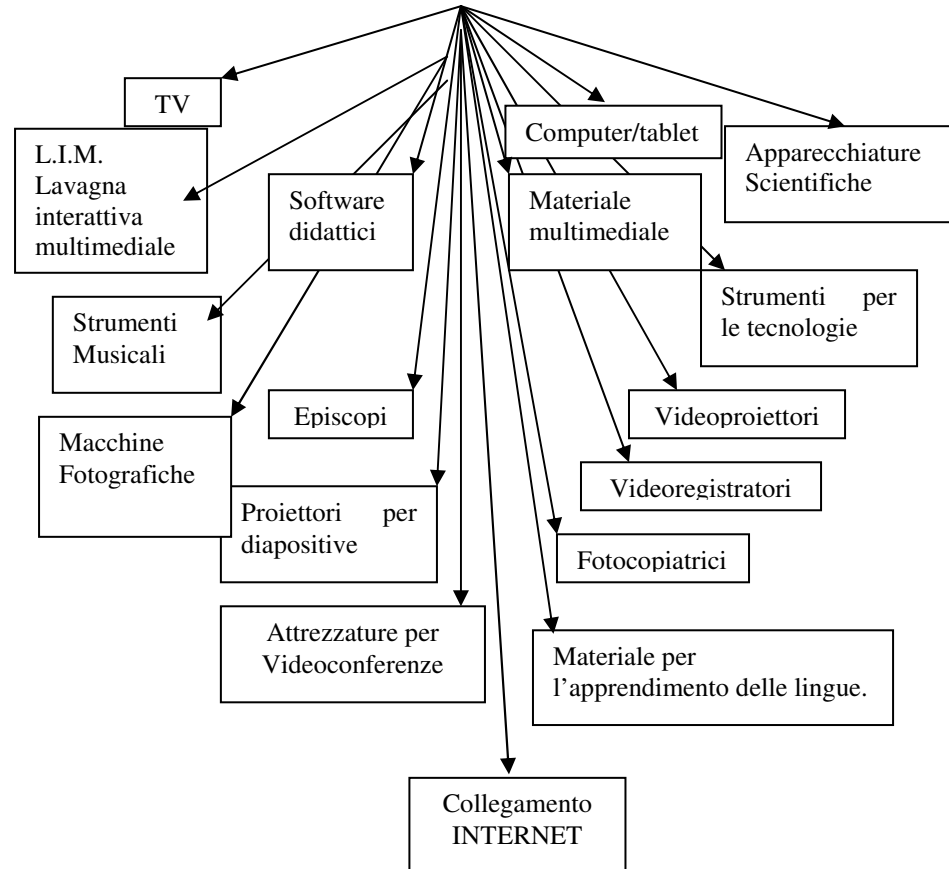 TV
Computer/tablet
L.I.M.
Lavagna
interattiva
multimediale
Apparecchiature
Scientifiche
Software
didattici
Materiale
multimediale
Strumenti per
le tecnologie
Strumenti
Musicali
Episcopi
Videoproiettori
Macchine
Fotografiche
Videoregistratori
Proiettori per
diapositive
Fotocopiatrici
Attrezzature per
Videoconferenze
Materiale per
l’apprendimento delle lingue.
Collegamento
INTERNET